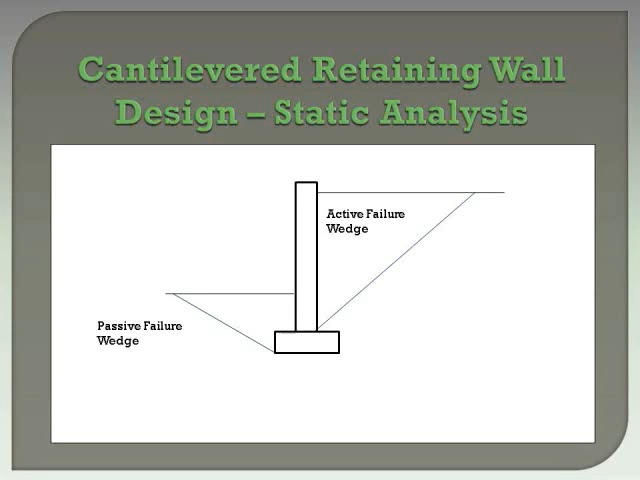 Cantilevered Retaining Wall
Design – Static Analysis
Active Failure
Wedge
Passive Failure
Wedge